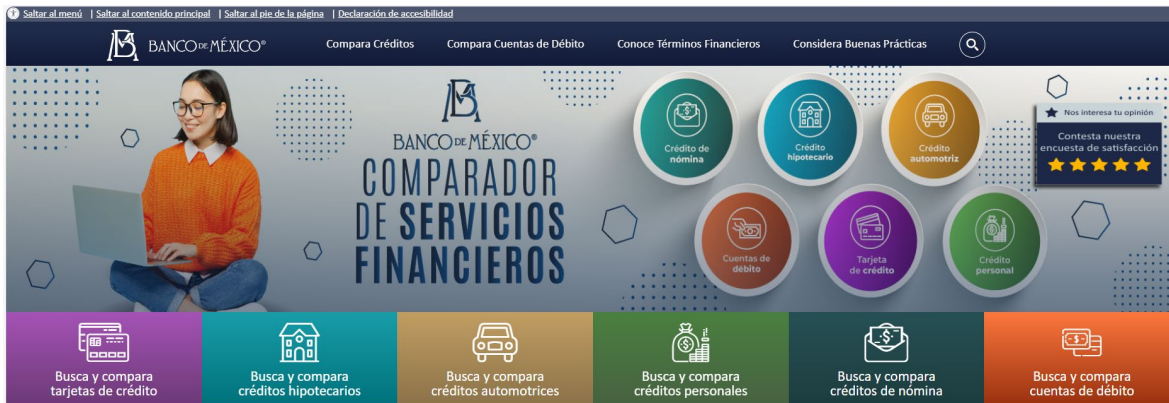 Saltar al menú | Saltar al contenido principal | Saltar al pie de la página | Declaración de accesibilidad
BANCO DE MÉXICO®
Compara Créditos
Compara Cuentas de Débito
Conoce Términos Financieros
Considera Buenas Prácticas
BANCO DE MÉXICO®
COMPARADOR
DE SERVICIOS
FINANCIEROS
Crédito de
nómina
Crédito
hipotecario
Crédito
automotriz
Cuentas de
débito
Tarjeta
de crédito
Crédito
personal
Nos interesa tu opinión
Contesta nuestra
encuesta de satisfacción
Busca y compara
tarjetas de crédito
Busca y compara
créditos hipotecarios
Busca y compara
créditos automotrices
Busca y compara
créditos personales
Busca y compara
créditos de nómina
Busca y compara
cuentas de débito